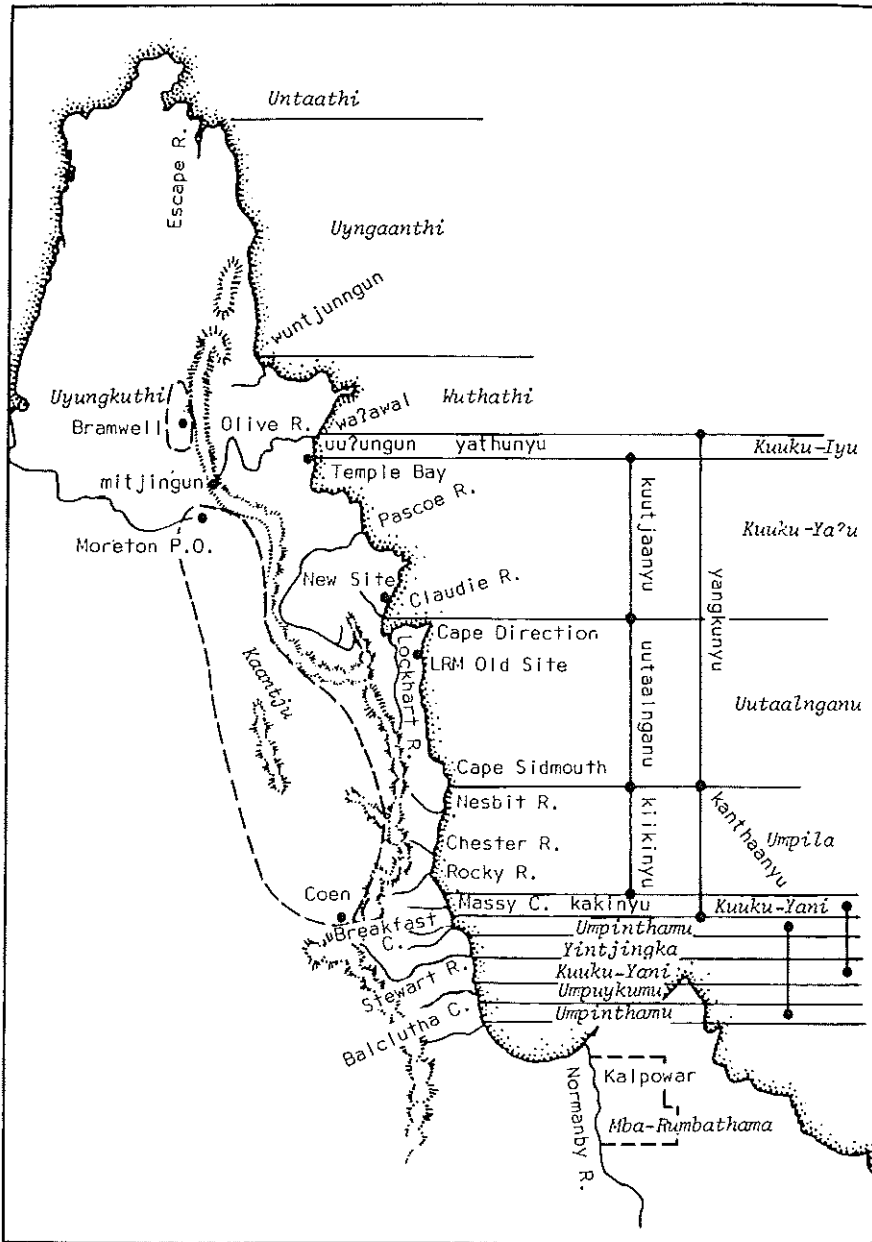 Untaathi
Escape R.
Uyngaanthi
wuntjunngun
Uyungkuthi
Wuthathi
Bramwell
Olive R.
wa?awal
uu?ungun yathunyu
Kuuku-Iyu
mitjingun
Temple Bay
Pascoe R.
kuutjaanyu
Kuuku-Ya?u
Moreton P.O.
yangkunyu
New Site
Claudie R.
Cape Direction
Lockhart R.
LRM Old Site
Kaantju
uutaalnganu
Uutaalnganu
Cape Sidmouth
Nesbit R.
kiikinyu
kanthaanyu
Chester R.
Umpila
Rocky R.
Coen
Massy C. kakinyu
Kuuku-Yani
Breakfast C.
Umpinthamu
Yintjingka
Stewart R.
Kuuku-Yani
Umpuykumu
Balclutha C.
Umpinthamu
Kalpowar
Normanby R.
Mba-Rumbathama